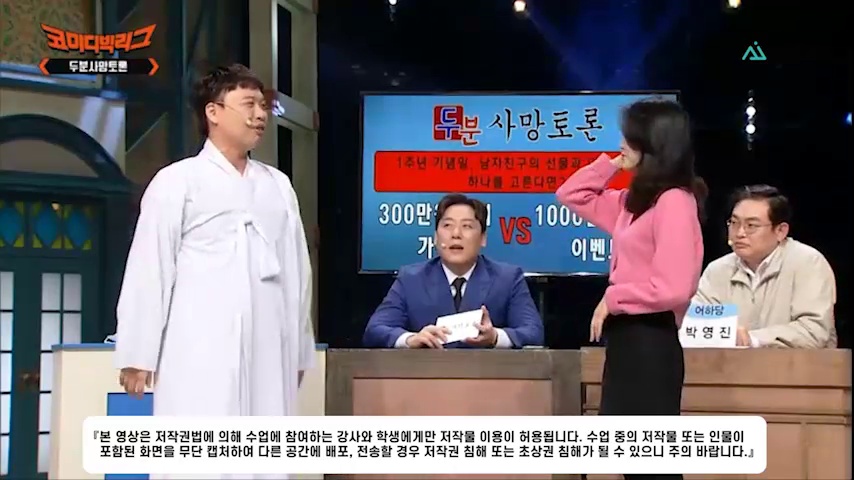 코미디빅리그
두분사망토론
두분 사망토론
1주년 기념일, 남자친구의 선물과
하나를 고른다면
300만
VS
1000
가
이벤트
어하당
박영진
『본 영상은 저작권법에 의해 수업에 참여하는 강사와 학생에게만 저작물 이용이 허용됩니다. 수업 중의 저작물 또는 인물이
포함된 화면을 무단 캡처하여 다른 공간에 배포, 전송할 경우 저작권 침해 또는 초상권 침해가 될 수 있으니 주의 바랍니다.』